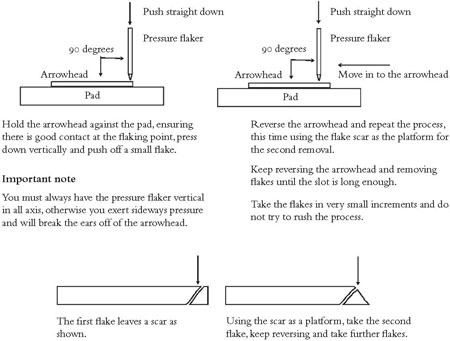 Push straight down
Pressure flaker
90 degrees
Arrowhead
Pad
Hold the arrowhead against the pad, ensuring
there is good contact at the flaking point, press
down vertically and push off a small flake.
Important note
You must always have the pressure flaker vertical
in all axis, otherwise you exert sideways pressure
and will break the ears off of the arrowhead.
Push straight down
Pressure flaker
90 degrees
Arrowhead
Move in to the arrowhead
Pad
Reverse the arrowhead and repeat the process,
this time using the flake scar as the platform for
the second removal.
Keep reversing the arrowhead and removing
flakes until the slot is long enough.
Take the flakes in very small increments and do
not try to rush the process.
The first flake leaves a scar as
shown.
Using the scar as a platform, take the second
flake, keep reversing and take further flakes.